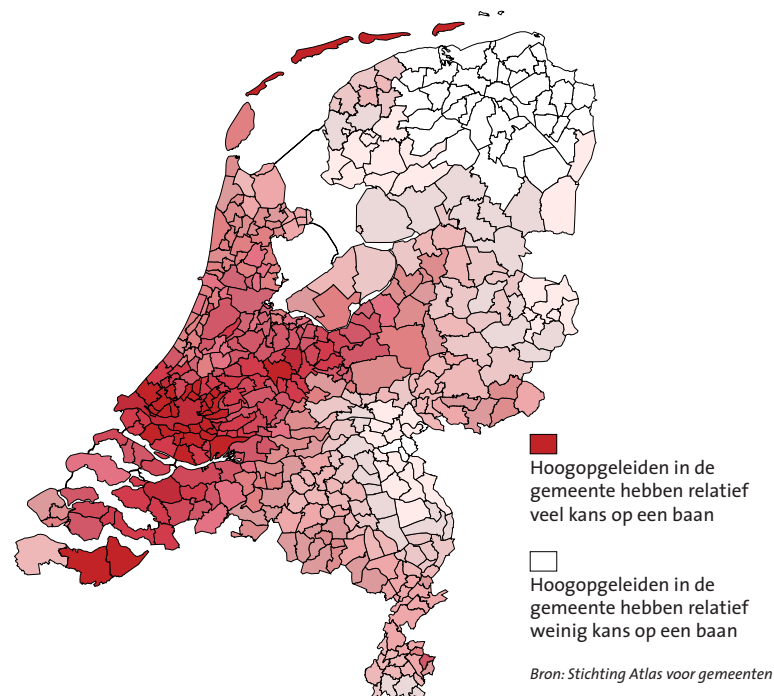 Hoogopgeleiden in de
gemeente hebben relatief
veel kans op een baan
Hoogopgeleiden in de
gemeente hebben relatief
weinig kans op een baan
Bron: Stichting Atlas voor gemeenten